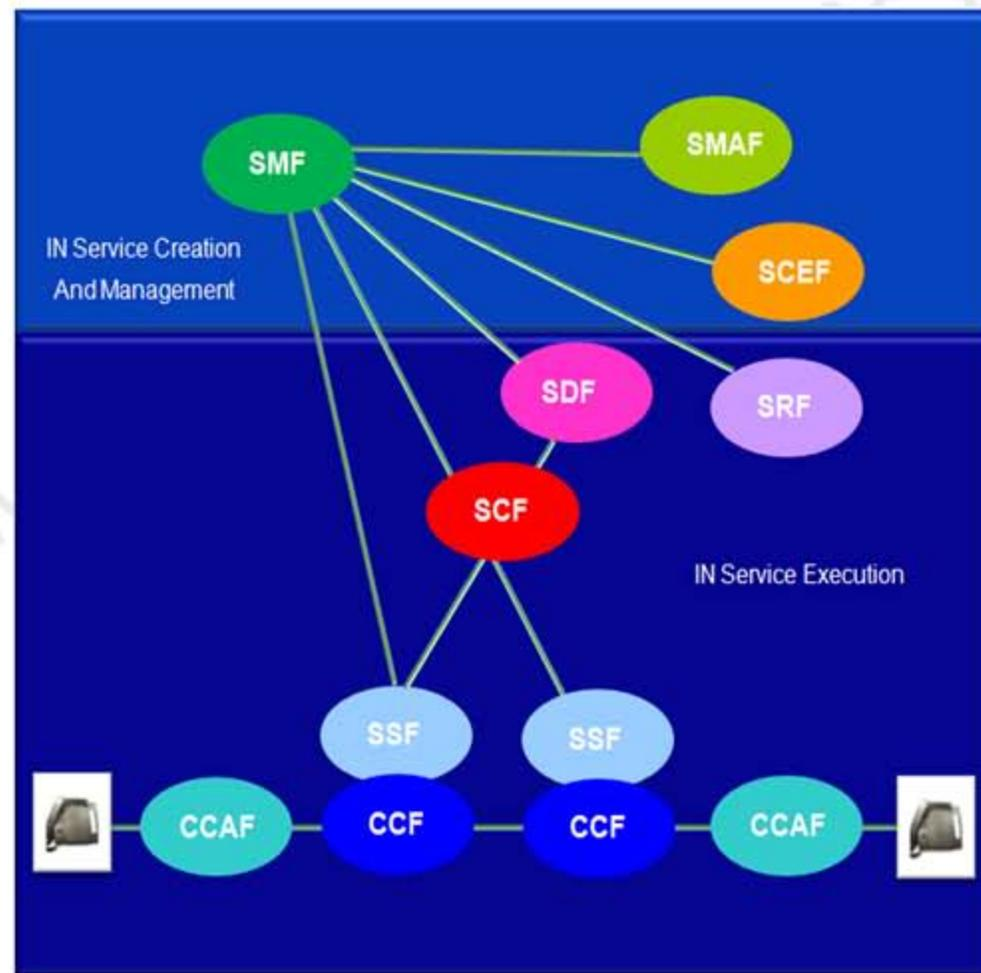 SMAF
SMF
IN Service Creation
And Management
SCEF
SDF
SRF
SCF
IN Service Execution
SSF
SSF
CCAF
CCF
CCF
CCAF